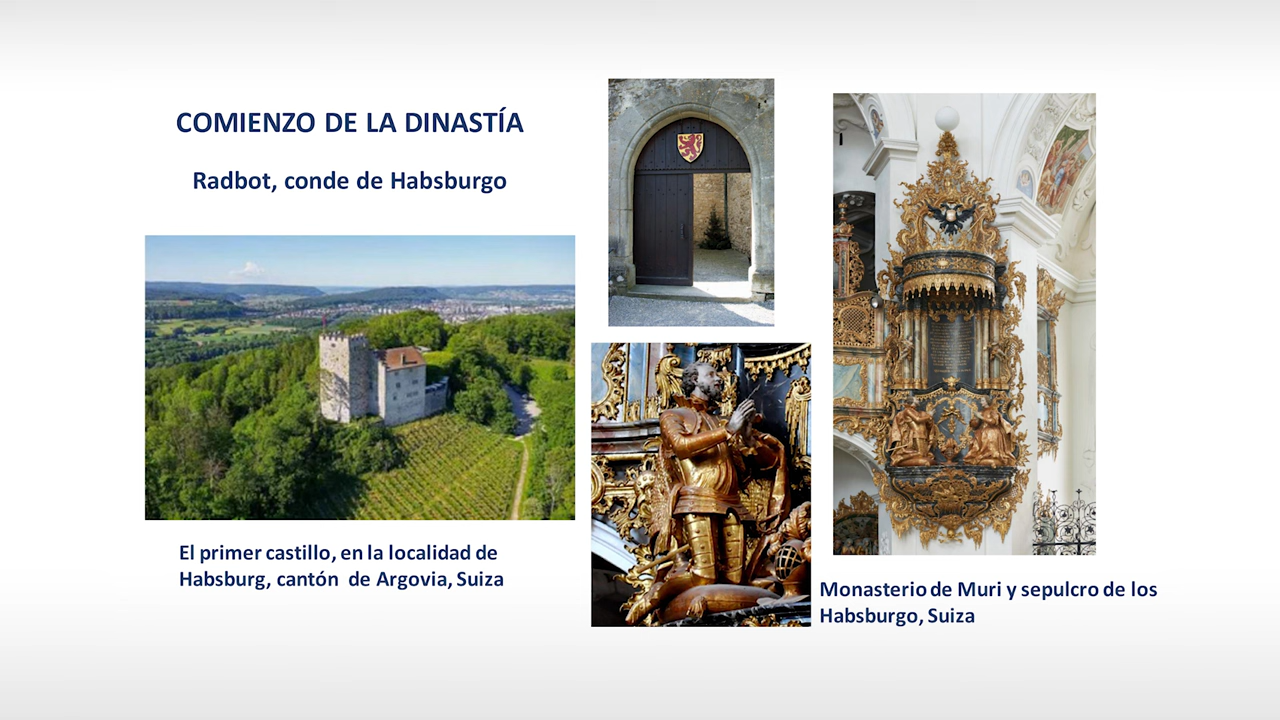 COMIENZO DE LA DINASTÍA
Radbot, conde de Habsburgo
El primer castillo, en la localidad de
Habsburg, cantón de Argovia, Suiza
Monasterio de Muri y sepulcro de los
Habsburgo, Suiza